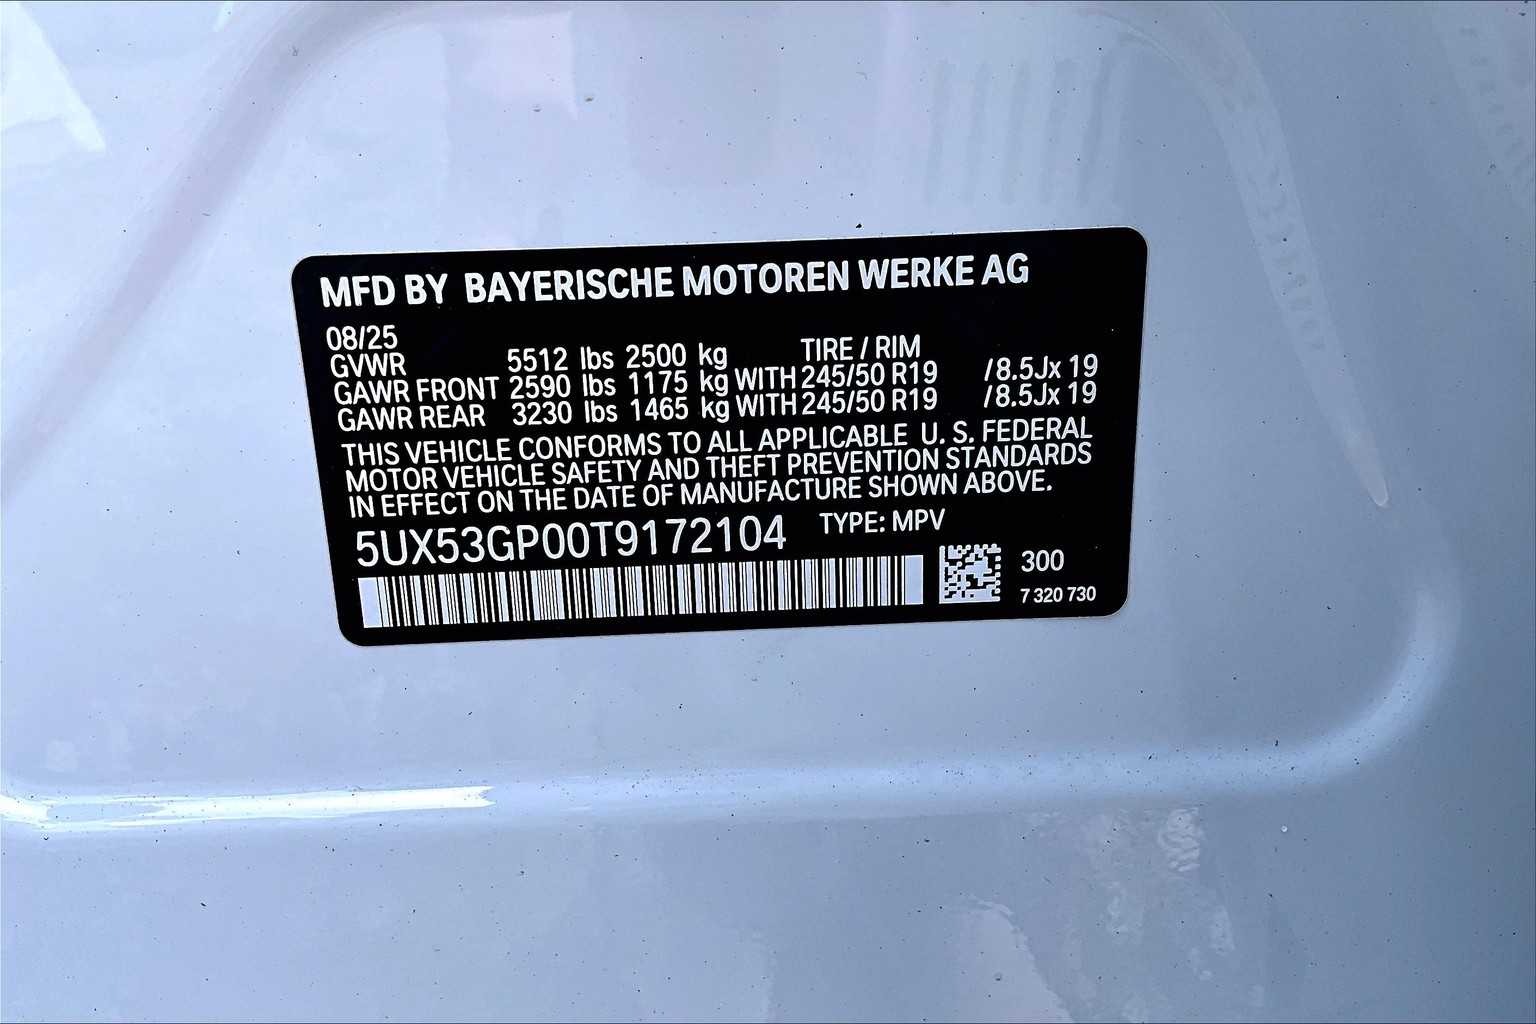 MFD BY BAYERISCHE MOTOREN WERKE AG
08/25
TIRE / RIM
GVWR 5512 lbs 2500 kg
GAWR FRONT 2590 lbs 1175 kg WITH 245/50 R19 /8.5Jx 19
GAWR REAR 3230 lbs 1465 kg WITH 245/50 R19 /8.5Jx 19
THIS VEHICLE CONFORMS TO ALL APPLICABLE U. S. FEDERAL
MOTOR VEHICLE SAFETY AND THEFT PREVENTION STANDARDS
IN EFFECT ON THE DATE OF MANUFACTURE SHOWN ABOVE.
5UX53GP00T9172104 TYPE: MPV
300
7 320 730